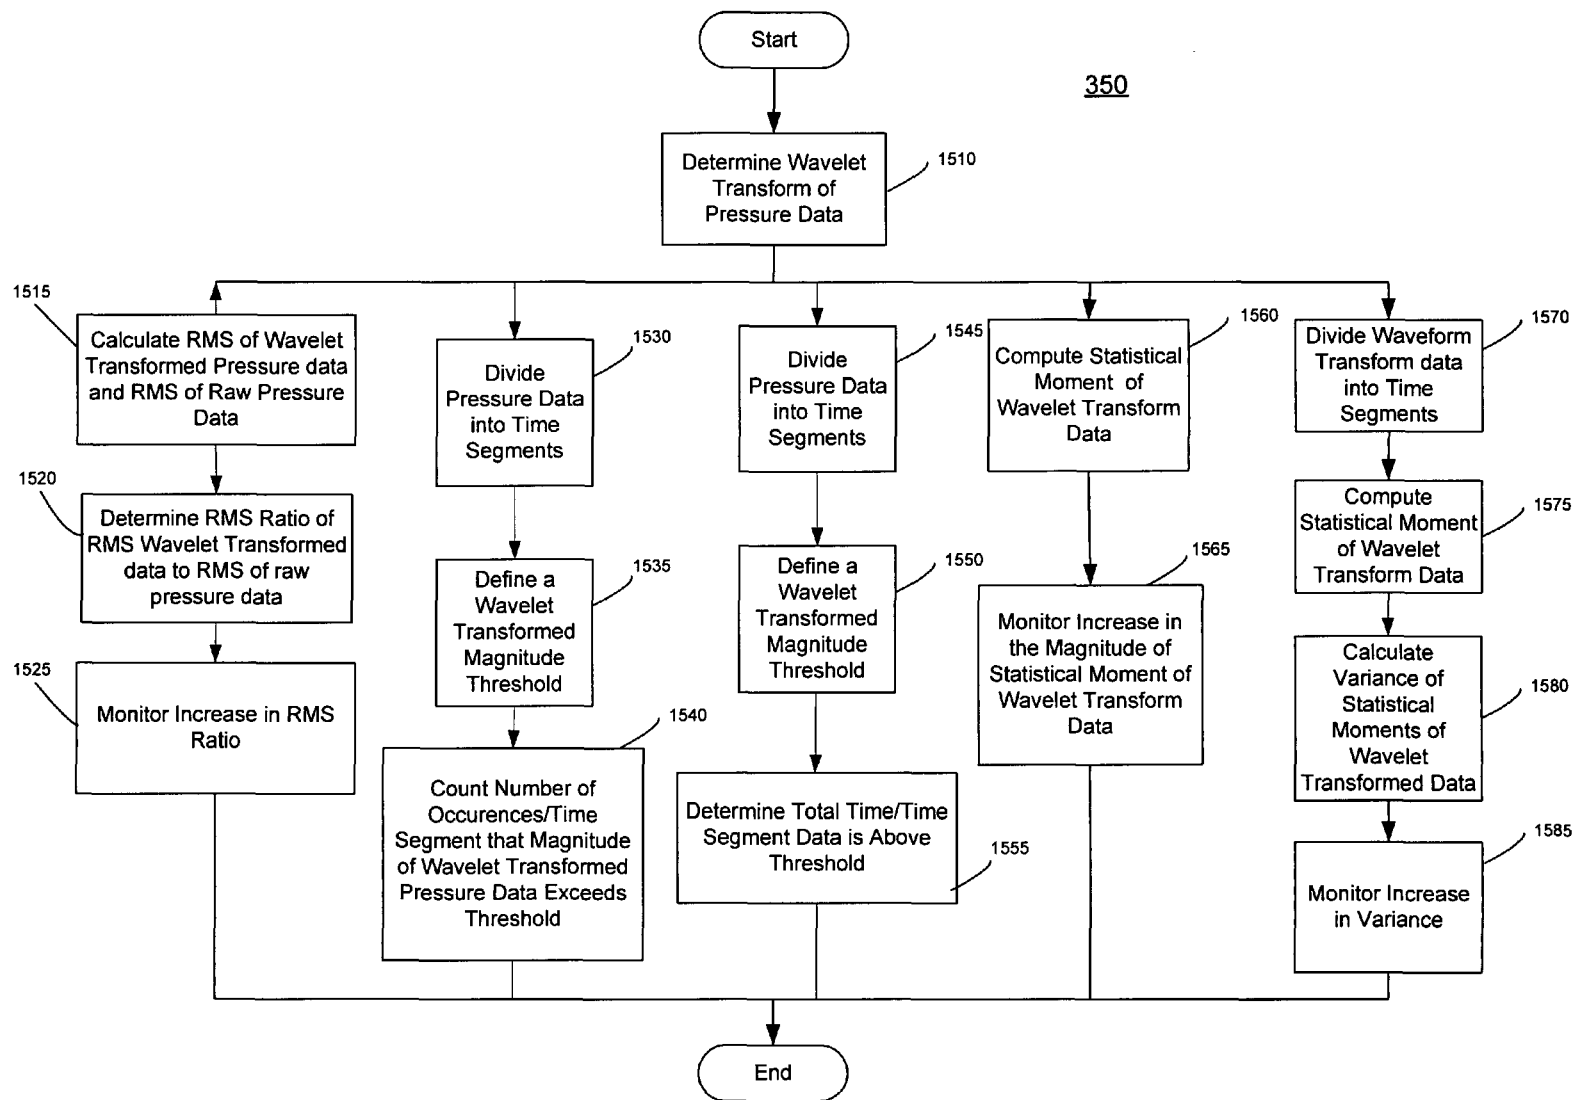 Start
350
Determine Wavelet
Transform of
Pressure Data
1510
1515
Calculate RMS of Wavelet
Transformed Pressure data
and RMS of Raw Pressure
Data
1520
Determine RMS Ratio of
RMS Wavelet Transformed
data to RMS of raw
pressure data
1525
Monitor Increase in RMS
Ratio
1530
Divide
Pressure Data
into Time
Segments
1535
Define a
Wavelet
Transformed
Magnitude
Threshold
1540
Count Number of
Occurences/Time
Segment that Magnitude
of Wavelet Transformed
Pressure Data Exceeds
Threshold
1545
Divide
Pressure Data
into Time
Segments
1550
Define a
Wavelet
Transformed
Magnitude
Threshold
Determine Total Time/Time
Segment Data is Above
Threshold
1555
1560
Compute Statistical
Moment of
Wavelet Transform
Data
1565
Monitor Increase in
the Magnitude of
Statistical Moment of
Wavelet Transform
Data
1570
Divide Waveform
Transform data
into Time
Segments
1575
Compute
Statistical Moment
of Wavelet
Transform Data
1580
Calculate
Variance of
Statistical
Moments of
Wavelet
Transformed Data
1585
Monitor Increase
in Variance
End